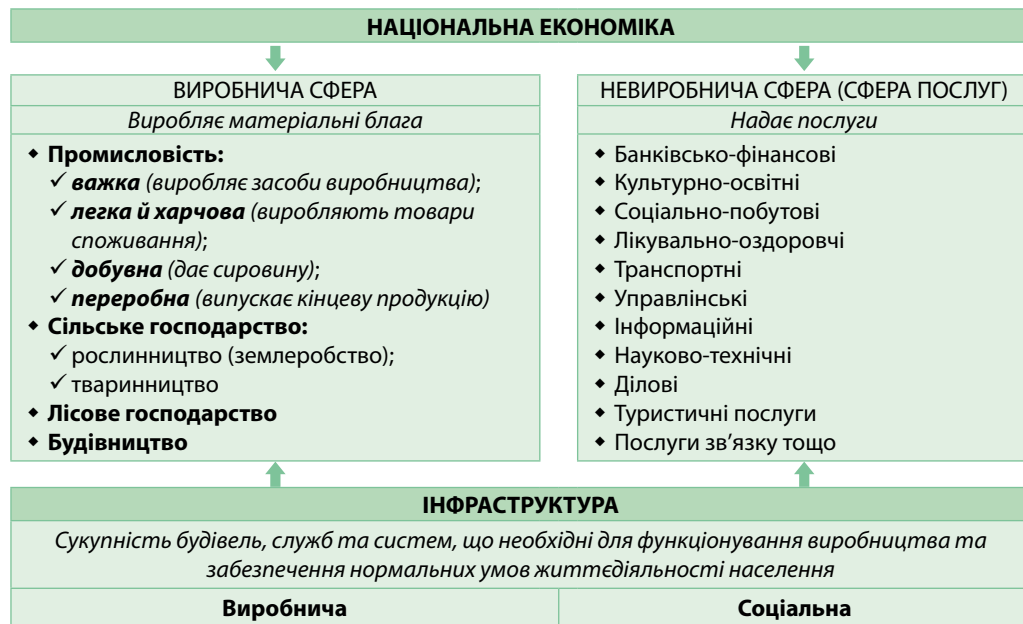 НАЦІОНАЛЬНА ЕКОНОМІКА
ВИРОБНИЧА СФЕРА
Виробляє матеріальні блага
◆ Промисловість:
✓ важка (виробляє засоби виробництва);
✓ легка й харчова (виробляють товари
споживання);
✓ добувна (дає сировину);
✓ переробна (випускає кінцеву продукцію)
◆ Сільське господарство:
✓ рослинництво (землеробство);
✓ тваринництво
◆ Лісове господарство
◆ Будівництво
НЕВИРОБНИЧА СФЕРА (СФЕРА ПОСЛУГ)
Надає послуги
◆ Банківсько-фінансові
◆ Культурно-освітні
◆ Соціально-побутові
◆ Лікувально-оздоровчі
◆ Транспортні
◆ Управлінські
◆ Інформаційні
◆ Науково-технічні
◆ Ділові
◆ Туристичні послуги
◆ Послуги зв'язку тощо
ІНФРАСТРУКТУРА
Сукупність будівель, служб та систем, що необхідні для функціонування виробництва та
забезпечення нормальних умов життєдіяльності населення
Виробнича
Соціальна